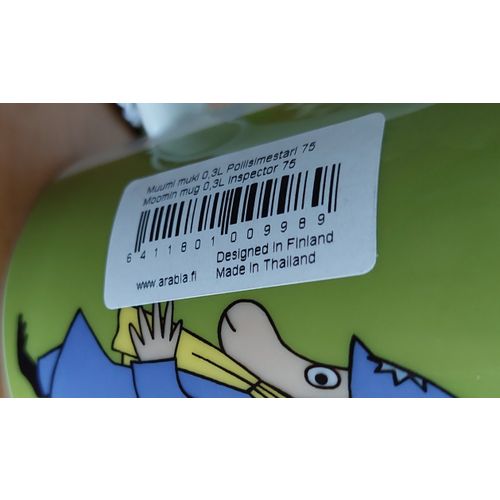 Muumi muki 0,3L Poliisimestari 75
Moomin mug 0,3L Inspector 75
6 411801 009989
Designed in Finland
www.arabia.fi Made in Thailand